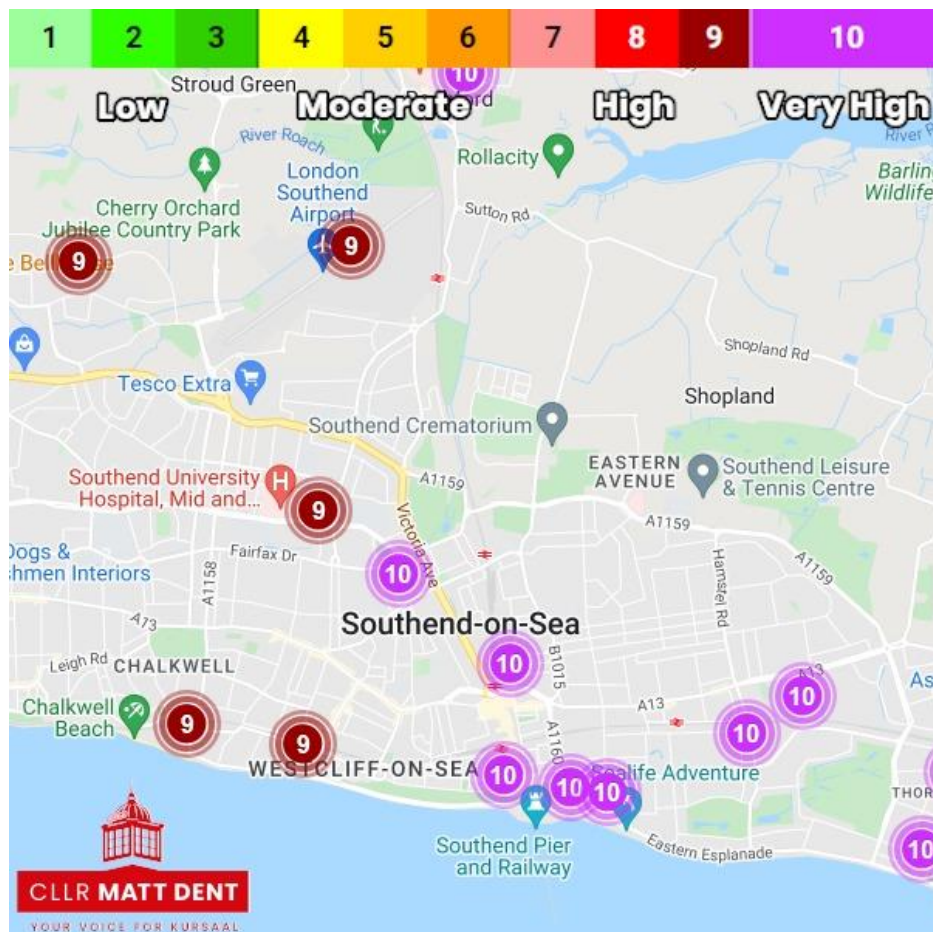 1 2 3 4 5 6 7 8 9 10
Low Moderate High Very High
Stroud Green
10
River Roach
Rollacity
London
Southend
Airport
Cherry Orchard
Jubilee Country Park
Sutton Rd
9
9
Shopland Rd
Tesco Extra
Shopland
Southend Crematorium
EASTERN
AVENUE
Southend Leisure
& Tennis Centre
Southend University
Hospital, Mid and...
H
A1159
9
A1159
Victoria Ave
Dogs &
Interiors
Fairfax Dr
A1158
10
Hamstel Rd
A1159
A13
Southend-on-Sea
Leigh Rd
CHALKWELL
10
B1015
A13
A13
10
Chalkwell
Beach
9
9
10
A1160
WESTCLIFF-ON-SEA
10
10
10
Adventure
Southend Pier
and Railway
Eastern Esplanade
10
CLLR MATT DENT
YOUR VOICE FOR KURSAAL